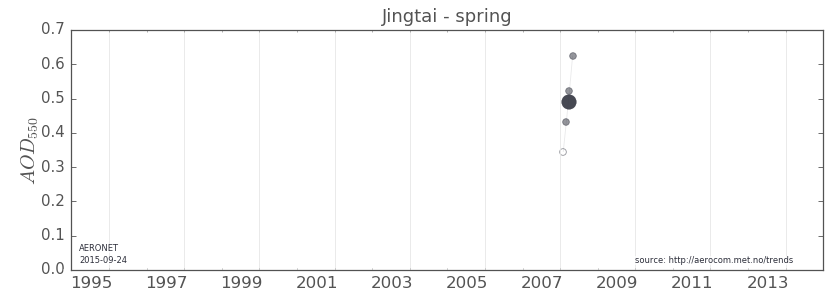 Jingtai - spring
0.7
0.6
0.5
0.4
0.3
0.2
0.1
0.0
AOD550
AERONET
2015-09-24
source: http://aerocom.met.no/trends
1995 1997 1999 2001 2003 2005 2007 2009 2011 2013